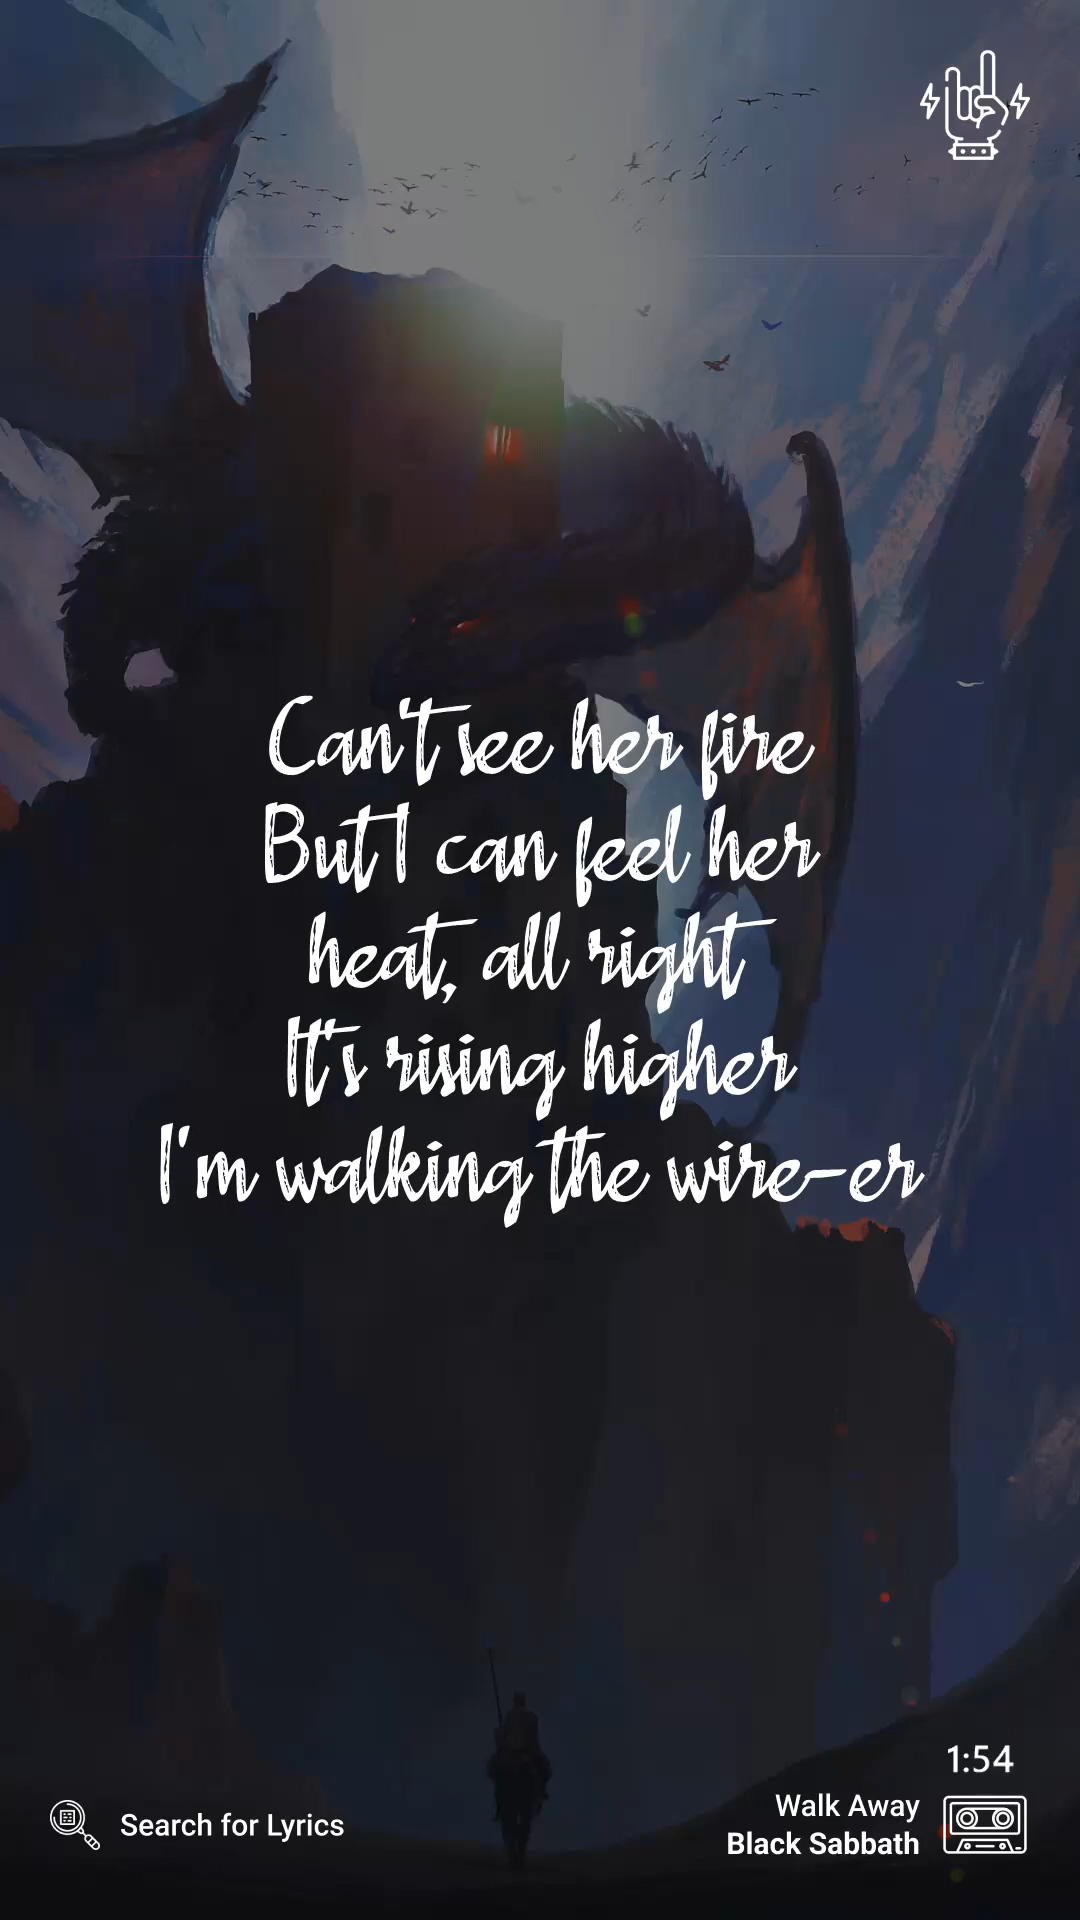 Can't see her fire
But I can feel her
heat, all right
It's rising higher
I'm walking the wire-er
1:54
Search for Lyrics
Walk Away
Black Sabbath